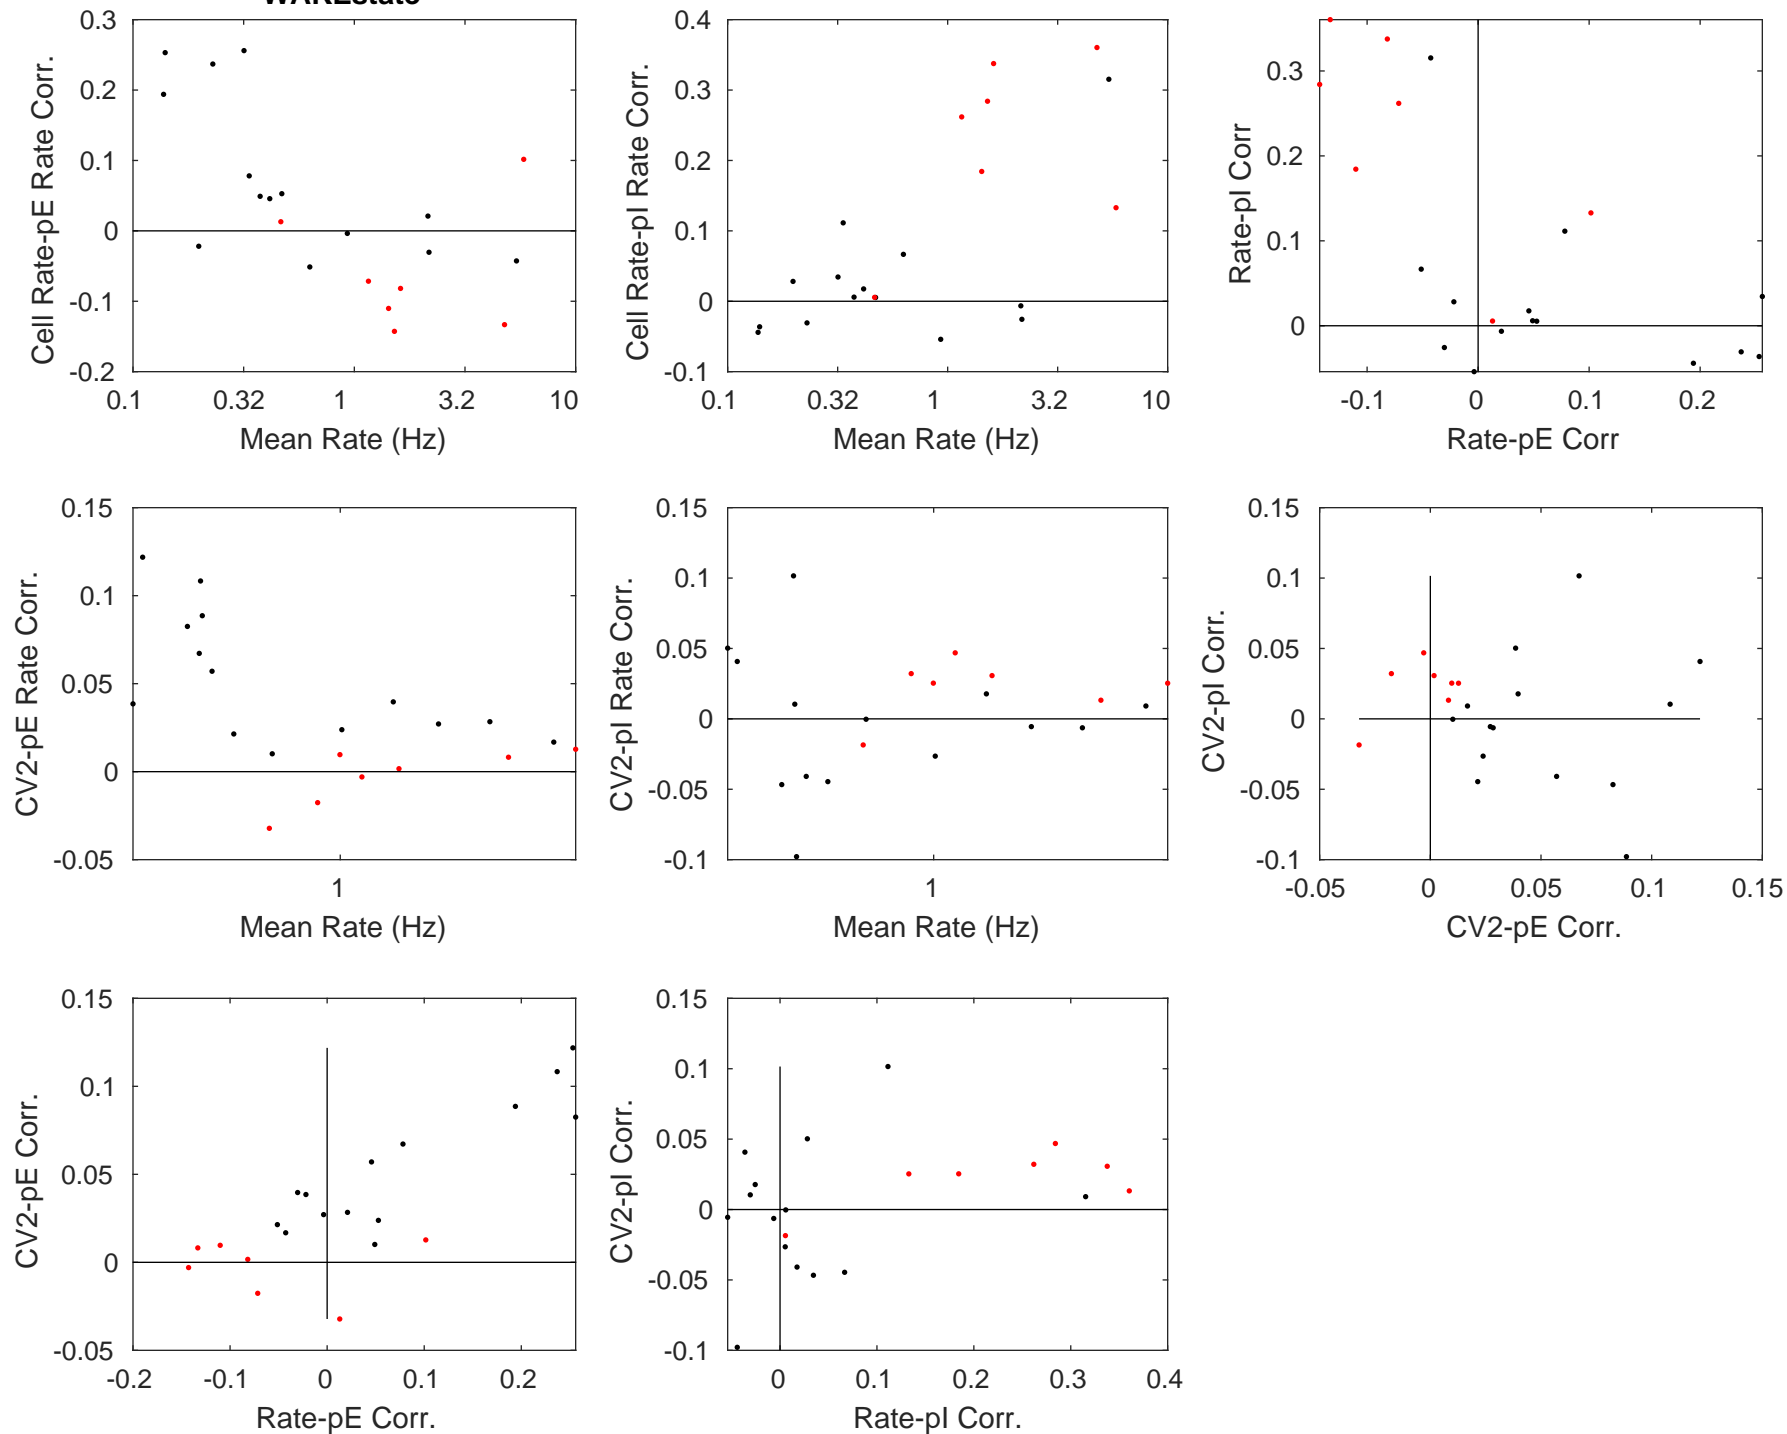 WAKEstate
0.3
0.2
0.1
0
-0.1
-0.2
0.1 0.32 1 3.2 10
Mean Rate (Hz)
Cell Rate-pE Rate Corr.
0.4
0.3
0.2
0.1
0
-0.1
0.1 0.32 1 3.2 10
Mean Rate (Hz)
Cell Rate-pI Rate Corr.
0.3
0.2
0.1
0
-0.1 0 0.1 0.2
Rate-pE Corr
Rate-pI Corr
0.15
0.1
0.05
0
-0.05
1
Mean Rate (Hz)
CV2-pE Rate Corr.
0.15
0.1
0.05
0
-0.05
-0.1
1
Mean Rate (Hz)
CV2-pI Rate Corr.
0.15
0.1
0.05
0
-0.05
-0.1
-0.05 0 0.05 0.1 0.15
CV2-pE Corr.
CV2-pI Corr.
0.15
0.1
0.05
0
-0.05
-0.2 -0.1 0 0.1 0.2
Rate-pE Corr.
CV2-pE Corr.
0.15
0.1
0.05
0
-0.05
-0.1
0 0.1 0.2 0.3 0.4
Rate-pI Corr.
CV2-pI Corr.